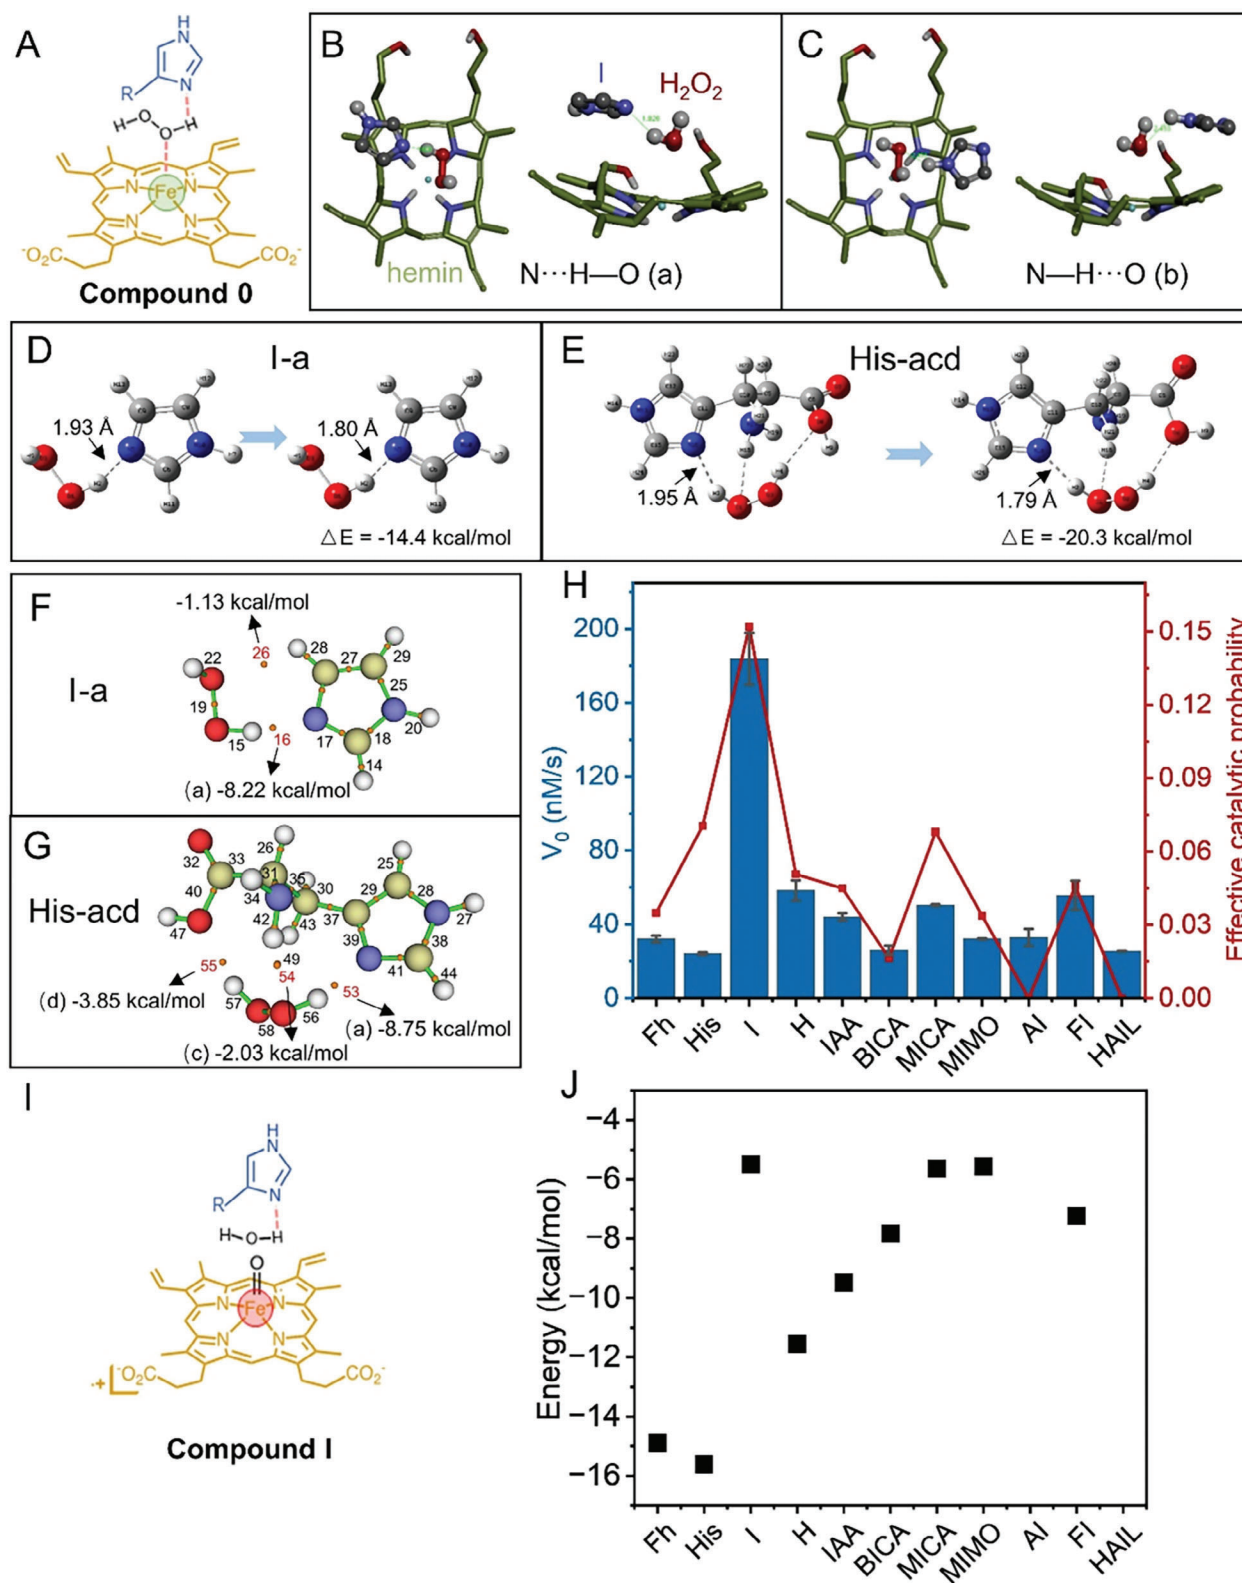 A
H
N
N
R
H
O
O
H
N
N
Fe
N
N
⁻O₂C
CO₂⁻
Compound 0
B
I
H₂O₂
1.826
hemin
N···H—O (a)
C
N—H···O (b)
D
I-a
1.93 Å
1.80 Å
△E = -14.4 kcal/mol
E
His-acd
1.95 Å
1.79 Å
△E = -20.3 kcal/mol
F
-1.13 kcal/mol
I-a
26
28
27
29
22
25
19
20
15
16
17
18
14
(a) -8.22 kcal/mol
G
His-acd
32
33
26
31
35
30
25
29
28
27
40
34
37
42
43
39
38
47
41
44
49
55
54
53
57
58
56
(d) -3.85 kcal/mol
(a) -8.75 kcal/mol
(c) -2.03 kcal/mol
H
V₀ (nM/s)
200
160
120
80
40
0
Effective catalytic probability
0.15
0.12
0.09
0.06
0.03
0.00
Fh
His
I
H
IAA
BICA
MICA
MIMO
AI
FI
HAIL
I
H
N
N
R
H
O
H
O
N
N
Fe
N
N
·+
⁻O₂C
CO₂⁻
Compound I
J
Energy (kcal/mol)
−4
−6
−8
−10
−12
−14
−16
Fh
His
I
H
IAA
BICA
MICA
MIMO
AI
FI
HAIL